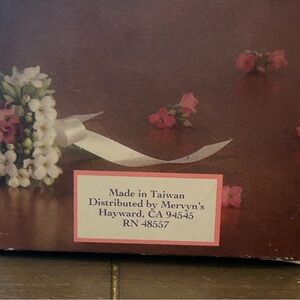 Made in Taiwan
Distributed by Mervyn's
Hayward, CA 94545
RN 48557